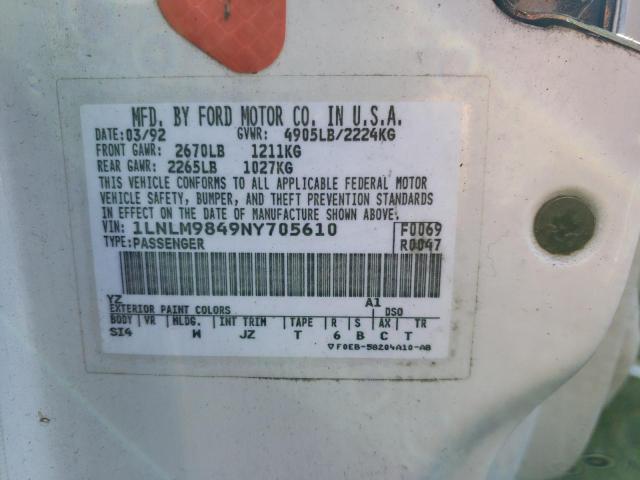 MFD. BY FORD MOTOR CO. IN U.S.A.
DATE: 03/92 GVWR: 4905LB/2224KG
FRONT GAWR: 2670LB 1211KG
REAR GAWR: 2265LB 1027KG
THIS VEHICLE CONFORMS TO ALL APPLICABLE FEDERAL MOTOR
VEHICLE SAFETY, BUMPER, AND THEFT PREVENTION STANDARDS
IN EFFECT ON THE DATE OF MANUFACTURE SHOWN ABOVE.
VIN: 1LNLM9849NY705610 F0069
TYPE: PASSENGER R0047
YZ A1
EXTERIOR PAINT COLORS DSO
BODY VR MLDG. INT TRIM TAPE R S AX TR
SI4 W JZ T 6 B C T
▽F0EB-58204A10-AB